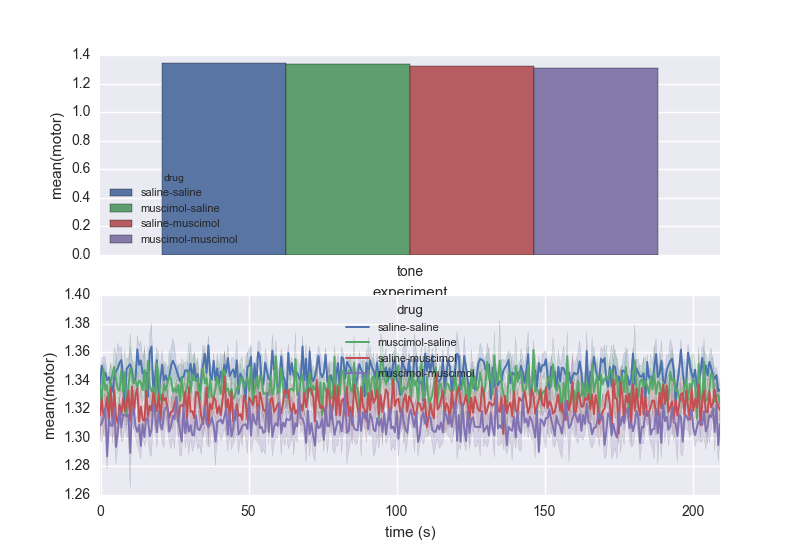 1.4
1.2
1.0
0.8
0.6
0.4
0.2
0.0
mean(motor)
drug
saline-saline
muscimol-saline
saline-muscimol
muscimol-muscimol
tone
experiment
1.40
1.38
1.36
1.34
1.32
1.30
1.28
1.26
mean(motor)
drug
saline-saline
muscimol-saline
saline-muscimol
muscimol-muscimol
0
50
100
150
200
time (s)